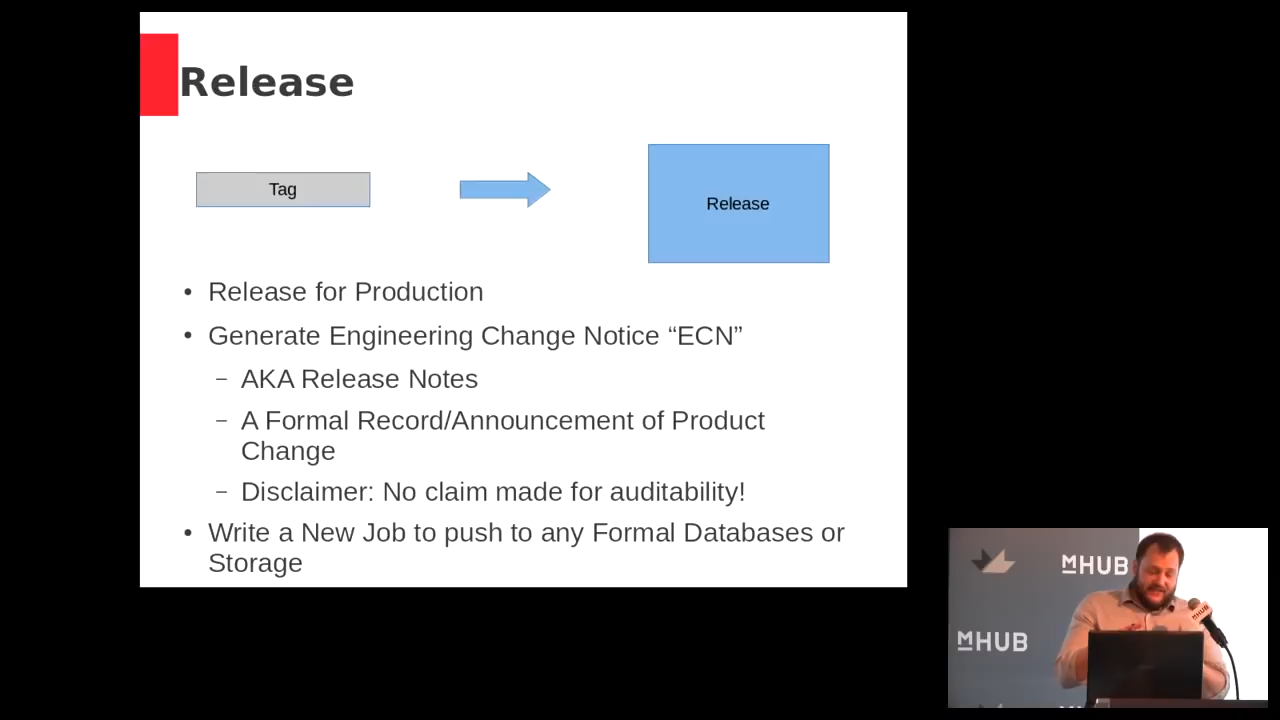 Release
Tag
Release
• Release for Production
• Generate Engineering Change Notice “ECN”
– AKA Release Notes
– A Formal Record/Announcement of Product
Change
– Disclaimer: No claim made for auditability!
• Write a New Job to push to any Formal Databases or
Storage
MHUB
MHUB
MHUB